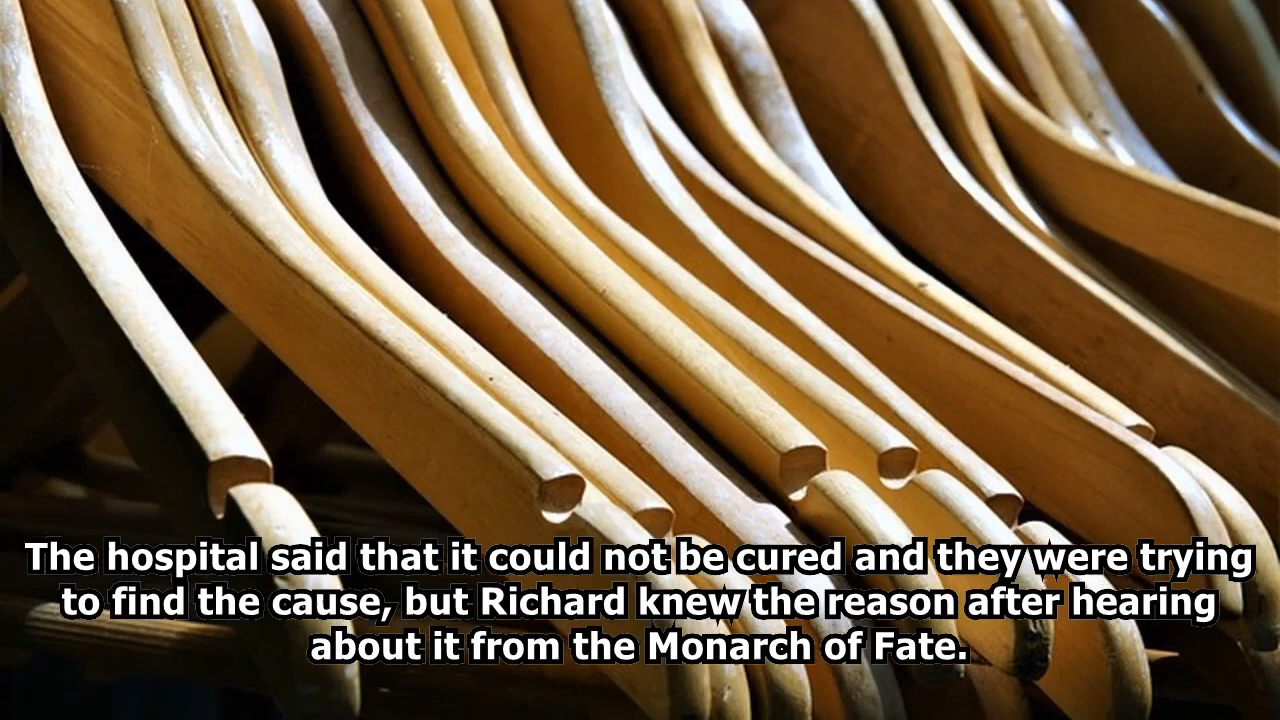 The hospital said that it could not be cured and they were trying
to find the cause, but Richard knew the reason after hearing
about it from the Monarch of Fate.